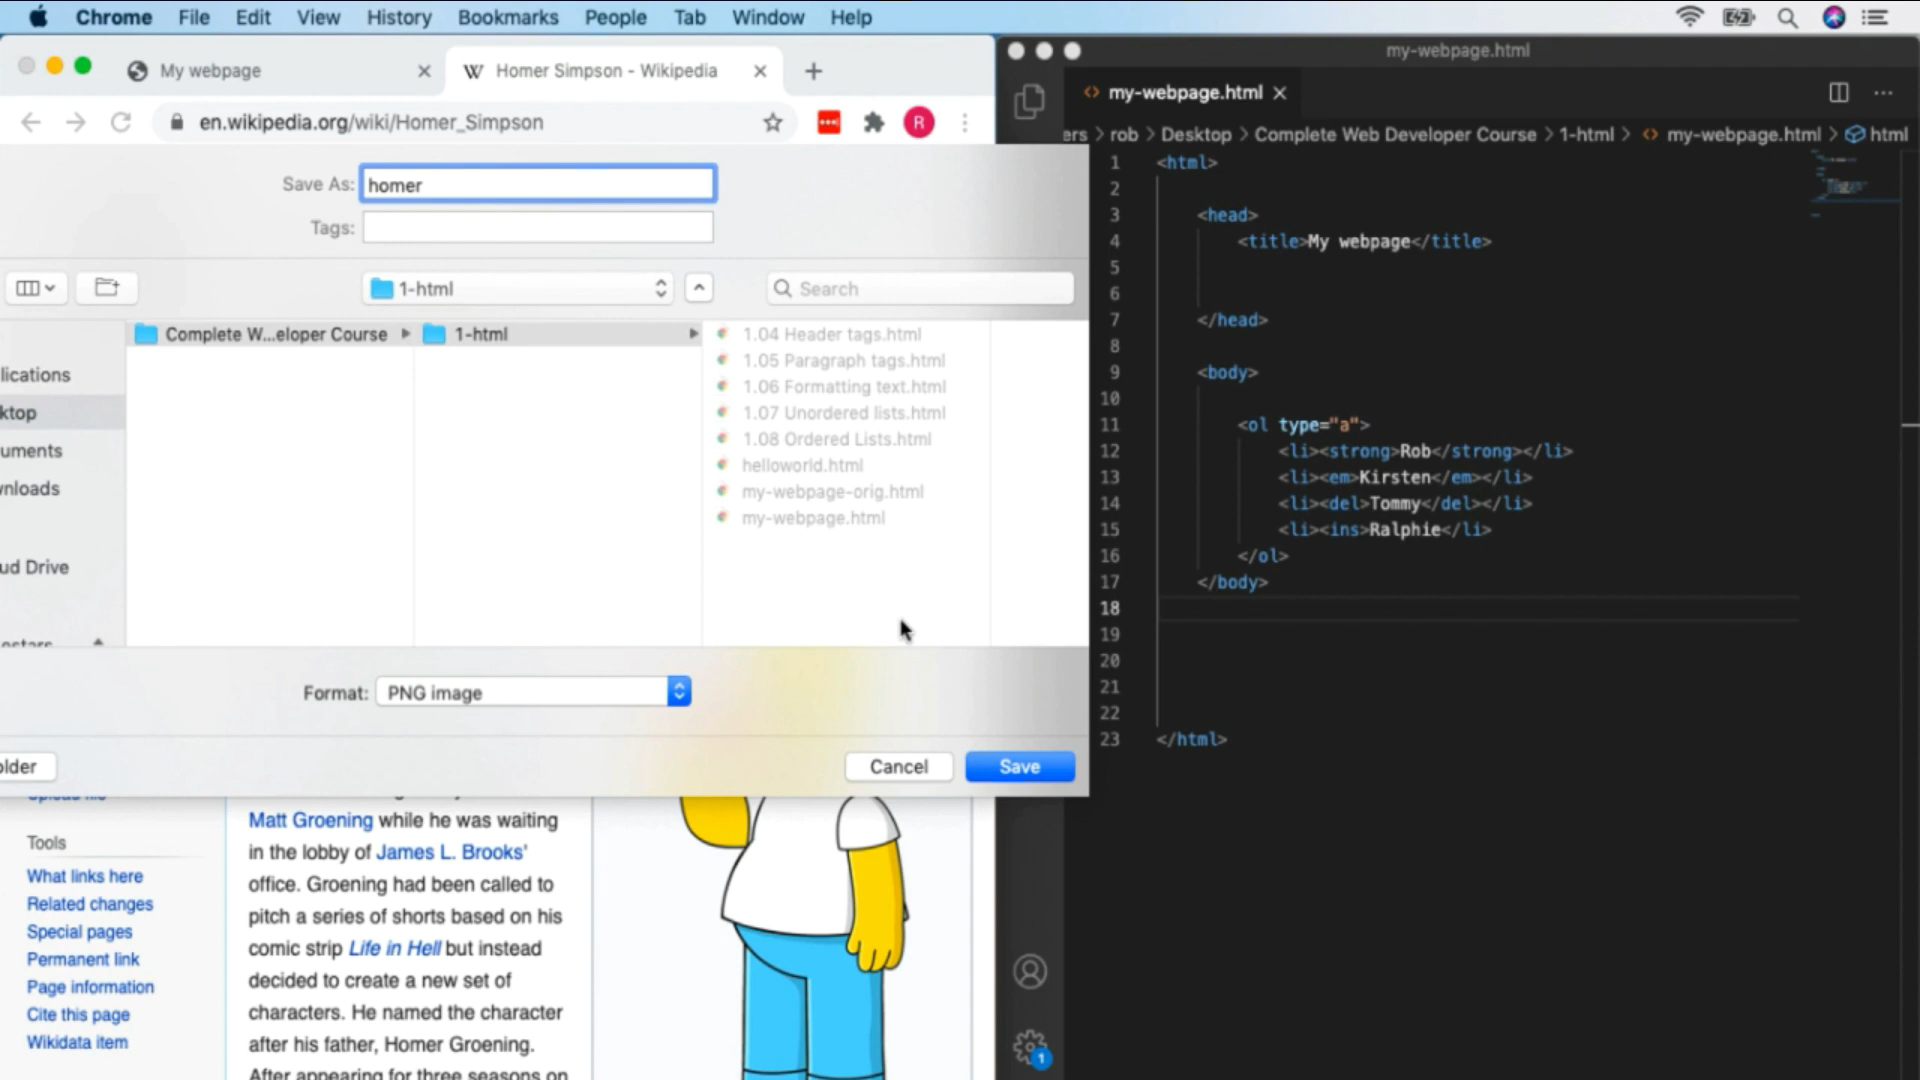 Chrome File Edit View History Bookmarks People Tab Window Help
My webpage
Homer Simpson - Wikipedia
en.wikipedia.org/wiki/Homer_Simpson
R
Save As: homer
Tags:
1-html
Search
lications
ktop
uments
nloads
ud Drive
Complete W...eloper Course
1-html
1.04 Header tags.html
1.05 Paragraph tags.html
1.06 Formatting text.html
1.07 Unordered lists.html
1.08 Ordered Lists.html
helloworld.html
my-webpage-orig.html
my-webpage.html
Format: PNG image
older
Cancel
Save
Tools
What links here
Related changes
Special pages
Permanent link
Page information
Cite this page
Wikidata item
Matt Groening while he was waiting
in the lobby of James L. Brooks'
office. Groening had been called to
pitch a series of shorts based on his
comic strip Life in Hell but instead
decided to create a new set of
characters. He named the character
after his father, Homer Groening.
After appearing for three seasons on
my-webpage.html
my-webpage.html
ers > rob > Desktop > Complete Web Developer Course > 1-html > my-webpage.html > html
1 <html>
2
3 <head>
4 <title>My webpage</title>
5
6
7 </head>
8
9 <body>
10
11 <ol type="a">
12 <li><strong>Rob</strong></li>
13 <li><em>Kirsten</em></li>
14 <li><del>Tommy</del></li>
15 <li><ins>Ralphie</li>
16 </ol>
17 </body>
18
19
20
21
22
23 </html>
1